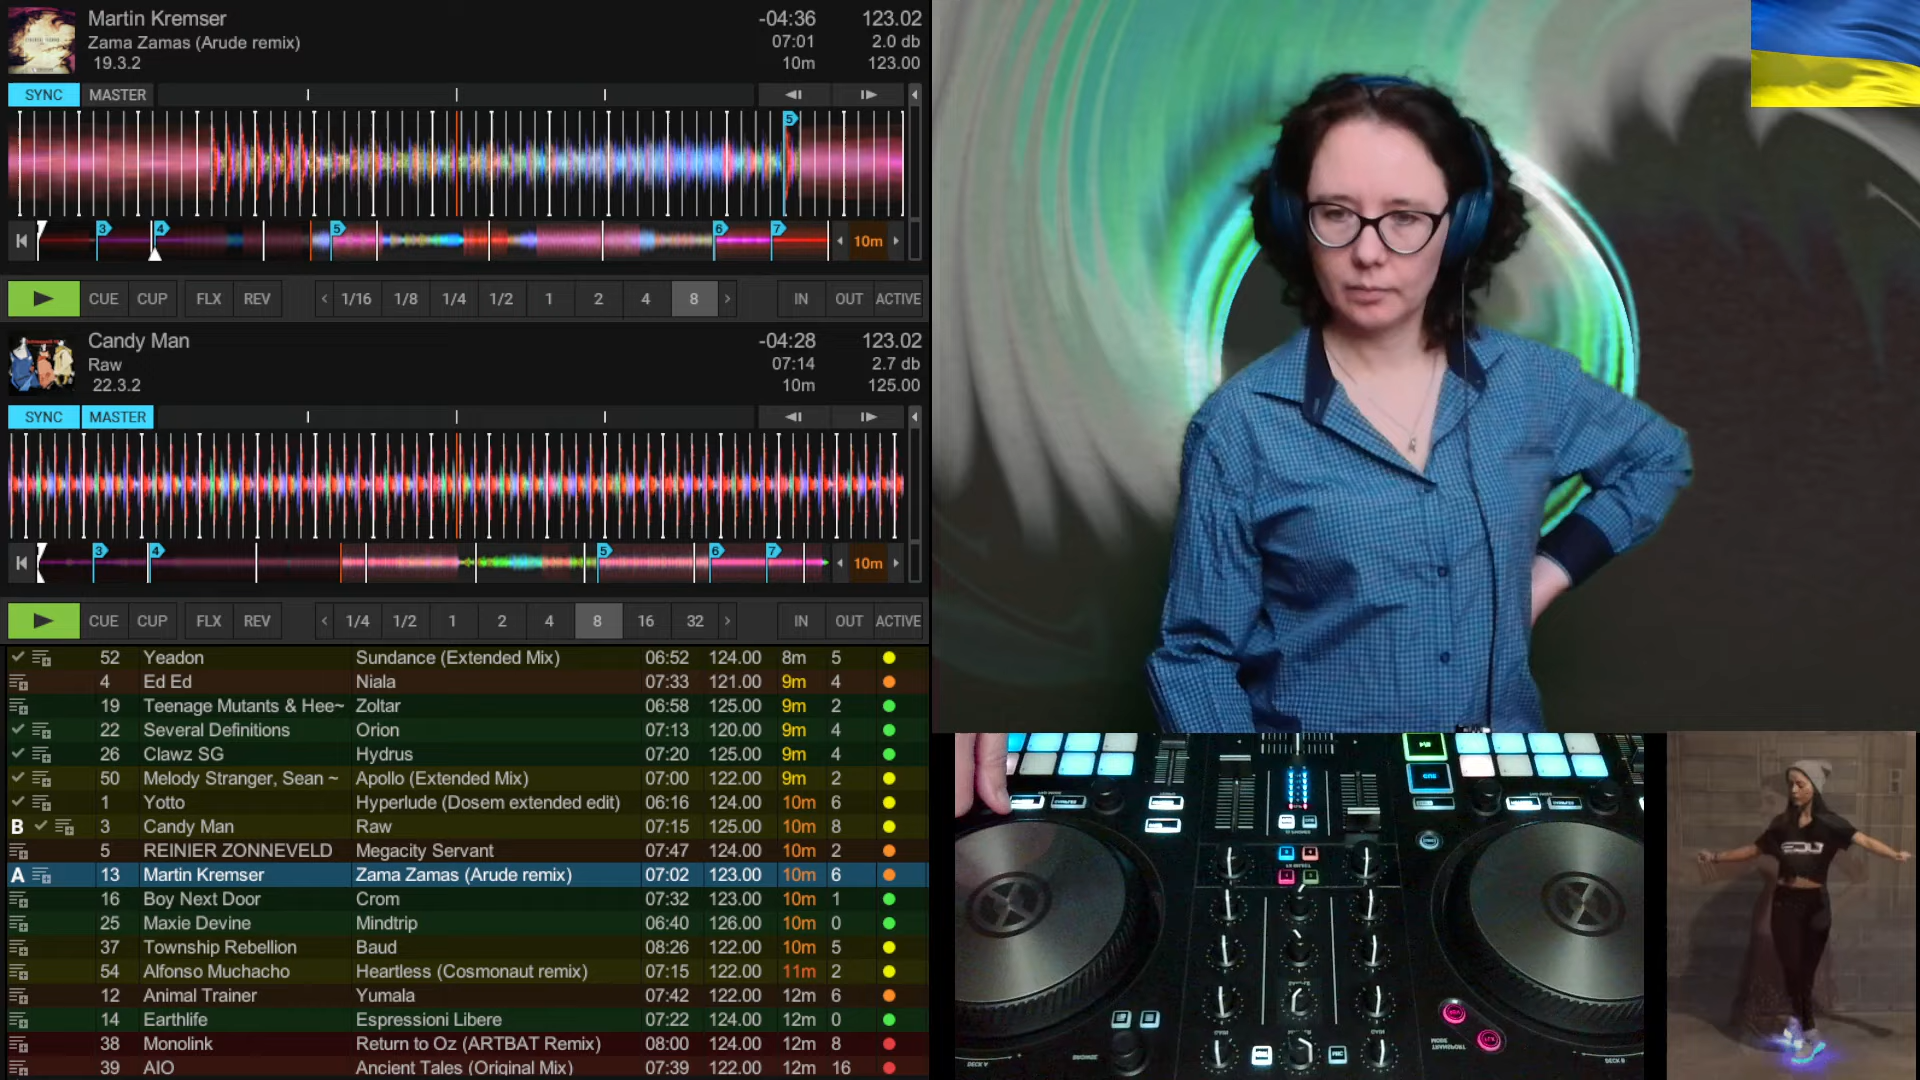 Martin Kremser -04:36 123.02
Zama Zamas (Arude remix) 07:01 2.0 db
19.3.2 10m 123.00
SYNC MASTER
5
3 4 5 6 7 10m
CUE CUP FLX REV 1/16 1/8 1/4 1/2 1 2 4 8 IN OUT ACTIVE
Candy Man -04:28 123.02
Raw 07:14 2.7 db
22.3.2 10m 125.00
SYNC MASTER
3 4 5 6 7 10m
CUE CUP FLX REV 1/4 1/2 1 2 4 8 16 32 IN OUT ACTIVE
52 Yeadon Sundance (Extended Mix) 06:52 124.00 8m 5
4 Ed Ed Niala 07:33 121.00 9m 4
19 Teenage Mutants & Hee~ Zoltar 06:58 125.00 9m 2
22 Several Definitions Orion 07:13 120.00 9m 4
26 Clawz SG Hydrus 07:20 125.00 9m 4
50 Melody Stranger, Sean ~ Apollo (Extended Mix) 07:00 122.00 9m 2
1 Yotto Hyperlude (Dosem extended edit) 06:16 124.00 10m 6
B 3 Candy Man Raw 07:15 125.00 10m 8
5 REINIER ZONNEVELD Megacity Servant 07:47 124.00 10m 2
A 13 Martin Kremser Zama Zamas (Arude remix) 07:02 123.00 10m 6
16 Boy Next Door Crom 07:32 123.00 10m 1
25 Maxie Devine Mindtrip 06:40 126.00 10m 0
37 Township Rebellion Baud 08:26 122.00 10m 5
54 Alfonso Muchacho Heartless (Cosmonaut remix) 07:15 122.00 11m 2
12 Animal Trainer Yumala 07:42 122.00 12m 6
14 Earthlife Espressioni Libere 07:22 124.00 12m 0
38 Monolink Return to Oz (ARTBAT Remix) 08:00 124.00 12m 8
39 AIO Ancient Tales (Original Mix) 07:39 122.00 12m 16